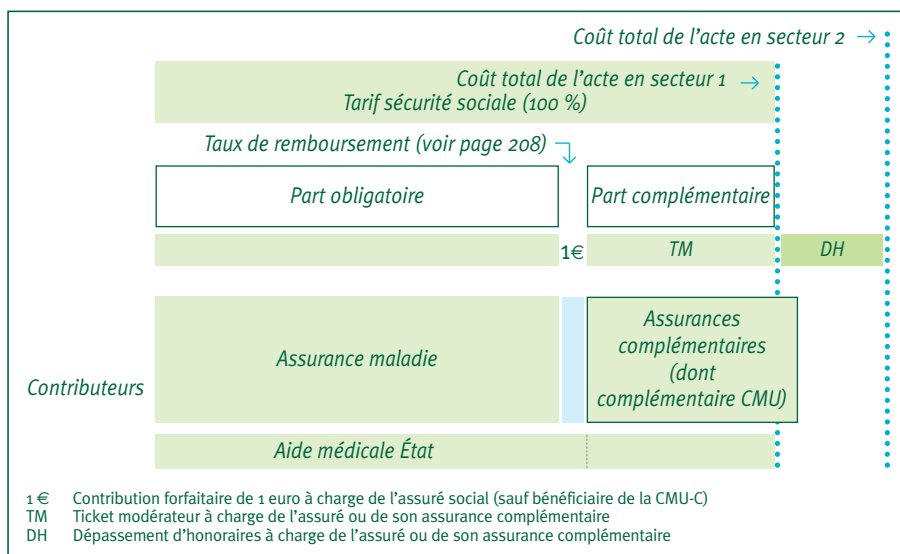 Coût total de l'acte en secteur 2 →
Coût total de l'acte en secteur 1 →
Tarif sécurité sociale (100 %)
Taux de remboursement (voir page 208)
Part obligatoire
Part complémentaire
1€
TM
DH
Contributeurs
Assurance maladie
Assurances
complémentaires
(dont
complémentaire CMU)
Aide médicale État
1 € Contribution forfaitaire de 1 euro à charge de l'assuré social (sauf bénéficiaire de la CMU-C)
TM Ticket modérateur à charge de l'assuré ou de son assurance complémentaire
DH Dépassement d'honoraires à charge de l'assuré ou de son assurance complémentaire